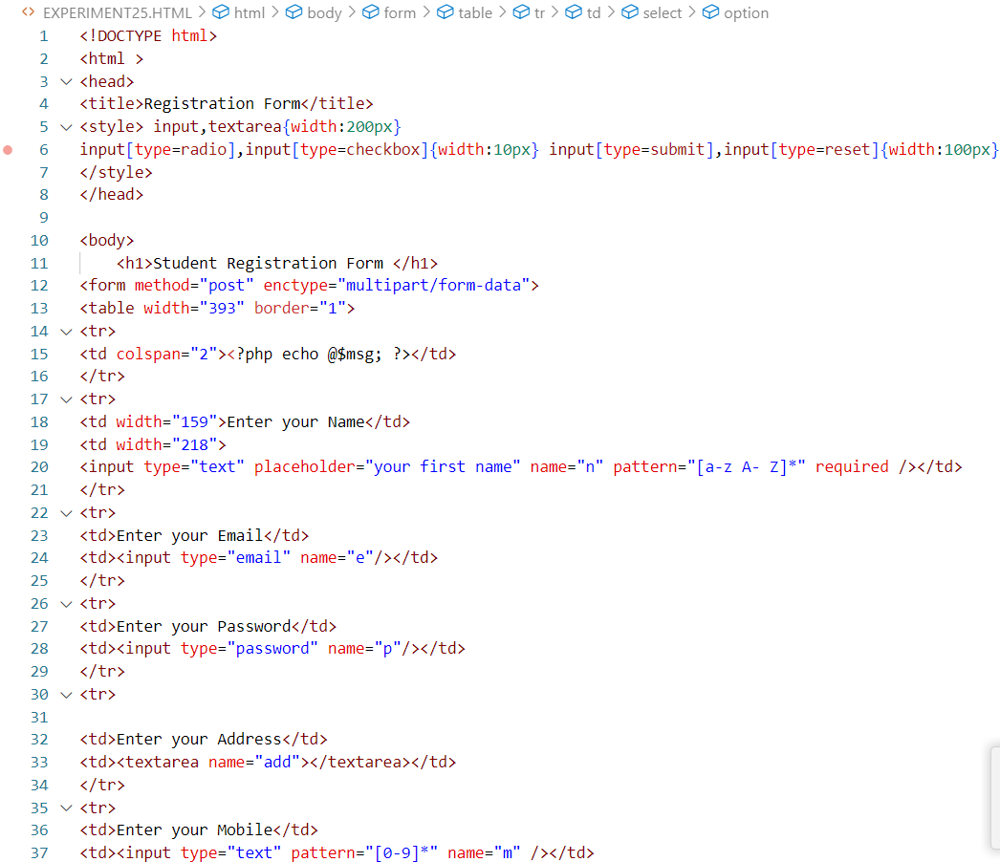 <> EXPERIMENT25.HTML > html > body > form > table > tr > td > select > option
1 <!DOCTYPE html>
2 <html >
3 <head>
4 <title>Registration Form</title>
5 <style> input,textarea{width:200px}
6 input[type=radio],input[type=checkbox]{width:10px} input[type=submit],input[type=reset]{width:100px}
7 </style>
8 </head>
9
10 <body>
11 <h1>Student Registration Form </h1>
12 <form method="post" enctype="multipart/form-data">
13 <table width="393" border="1">
14 <tr>
15 <td colspan="2"><?php echo @$msg; ?></td>
16 </tr>
17 <tr>
18 <td width="159">Enter your Name</td>
19 <td width="218">
20 <input type="text" placeholder="your first name" name="n" pattern="[a-z A- Z]*" required /></td>
21 </tr>
22 <tr>
23 <td>Enter your Email</td>
24 <td><input type="email" name="e"/></td>
25 </tr>
26 <tr>
27 <td>Enter your Password</td>
28 <td><input type="password" name="p"/></td>
29 </tr>
30 <tr>
31
32 <td>Enter your Address</td>
33 <td><textarea name="add"></textarea></td>
34 </tr>
35 <tr>
36 <td>Enter your Mobile</td>
37 <td><input type="text" pattern="[0-9]*" name="m" /></td>